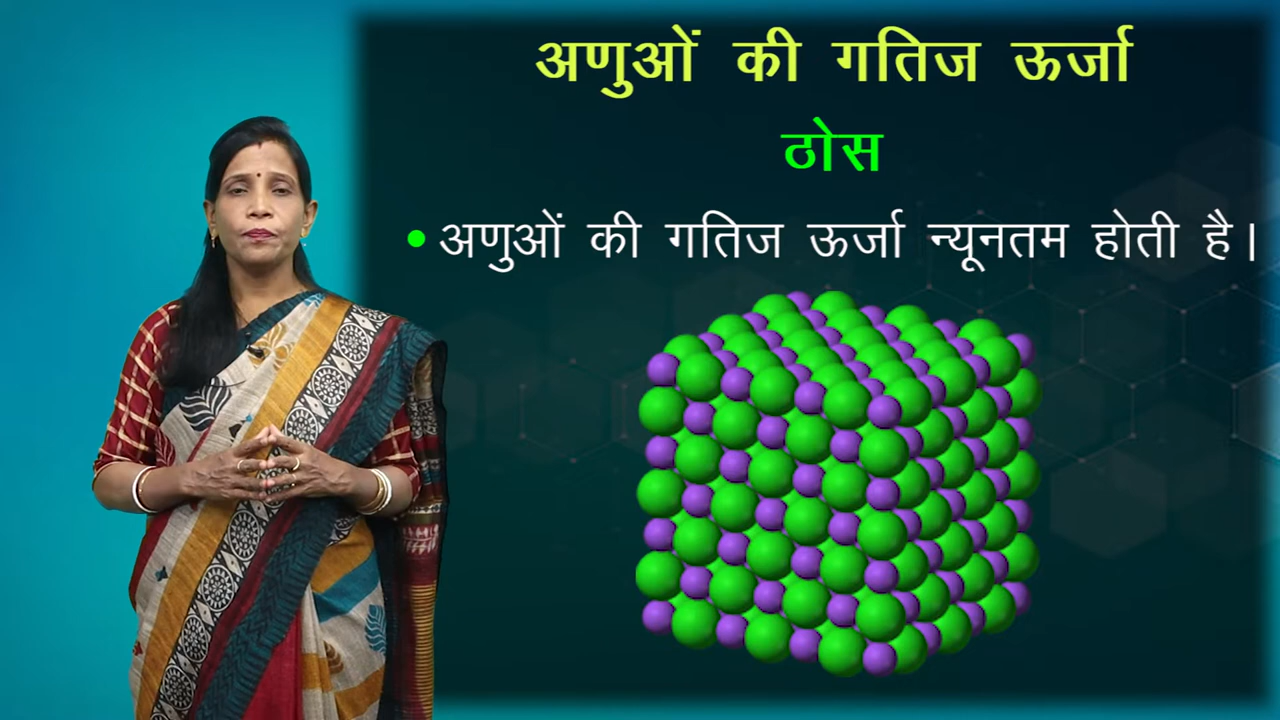 अणुओं की गतिज ऊर्जा
ठोस
• अणुओं की गतिज ऊर्जा न्यूनतम होती है।